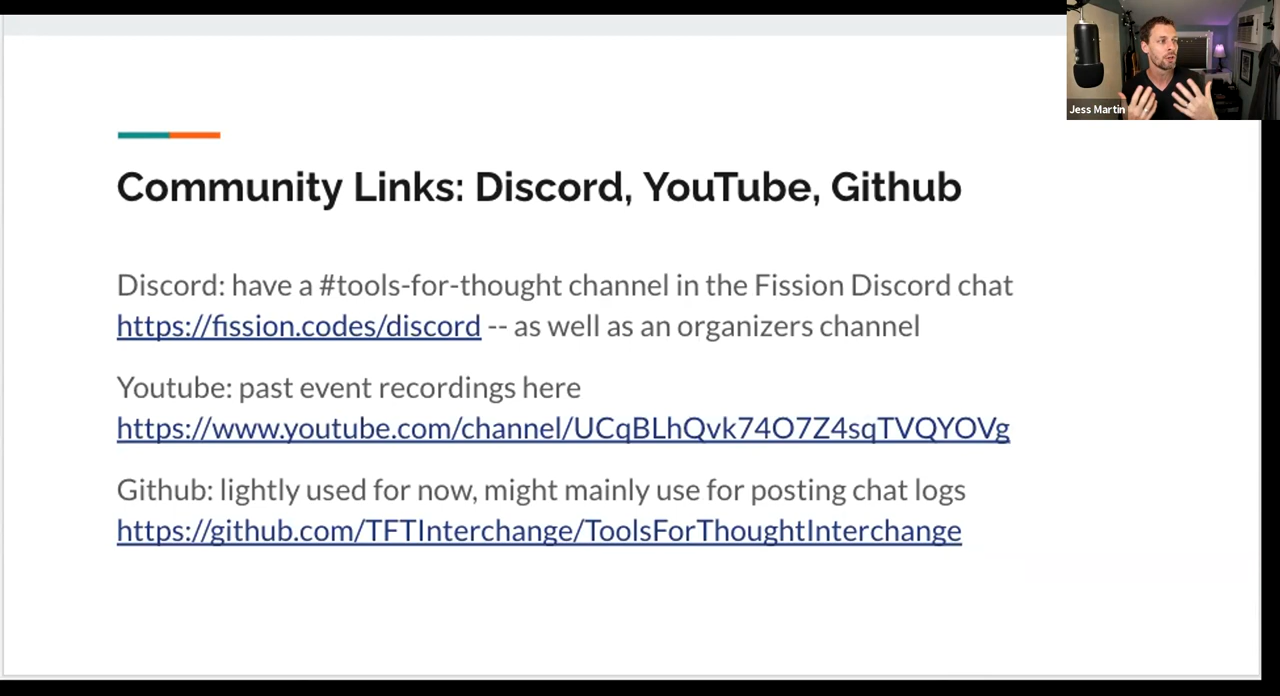 Community Links: Discord, YouTube, Github
Discord: have a #tools-for-thought channel in the Fission Discord chat
https://fission.codes/discord -- as well as an organizers channel
Youtube: past event recordings here
https://www.youtube.com/channel/UCqBLhQvk74O7Z4sqTVQYOVg
Github: lightly used for now, might mainly use for posting chat logs
https://github.com/TFTInterchange/ToolsForThoughtInterchange
Jess Martin